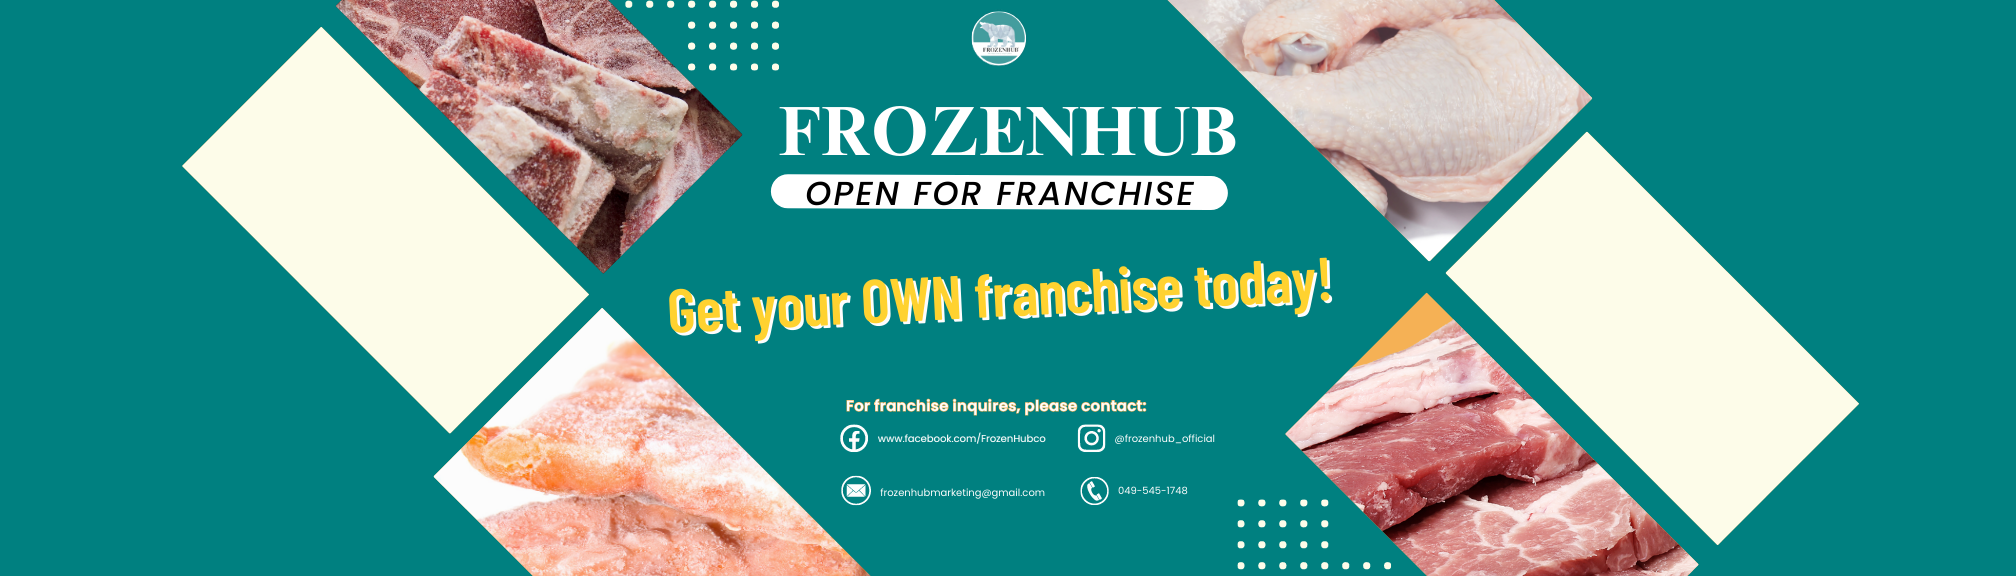 FROZENHUB
FROZENHUB
OPEN FOR FRANCHISE
Get your OWN franchise today!
For franchise inquires, please contact:
www.facebook.com/FrozenHubco
@frozenhub_official
frozenhubmarketing@gmail.com
049-545-1748